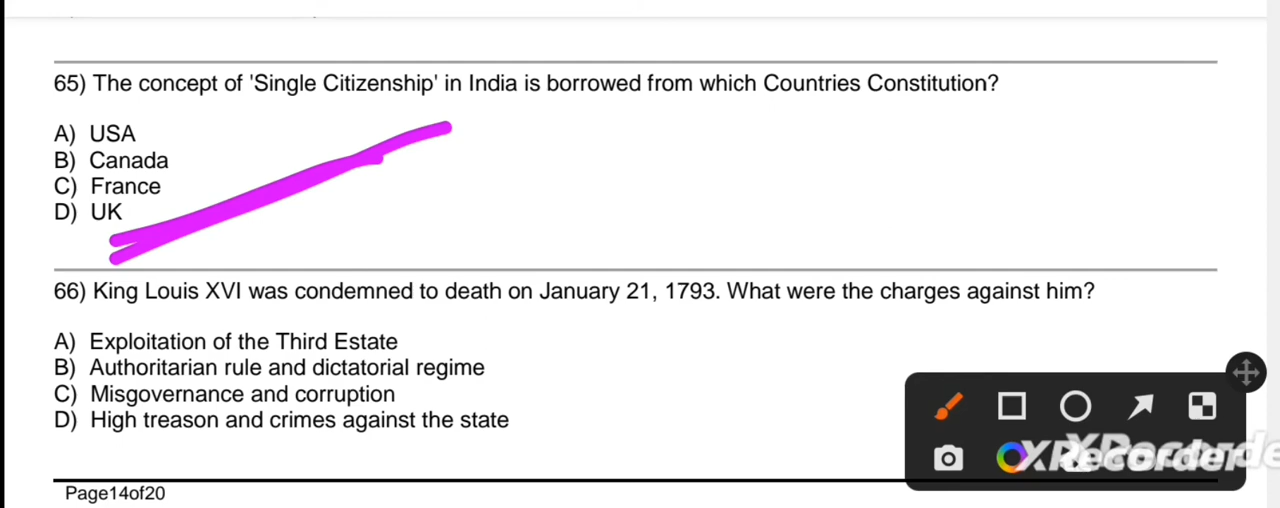 65) The concept of 'Single Citizenship' in India is borrowed from which Countries Constitution?
A) USA
B) Canada
C) France
D) UK
66) King Louis XVI was condemned to death on January 21, 1793. What were the charges against him?
A) Exploitation of the Third Estate
B) Authoritarian rule and dictatorial regime
C) Misgovernance and corruption
D) High treason and crimes against the state
XRecorder
Page14of20